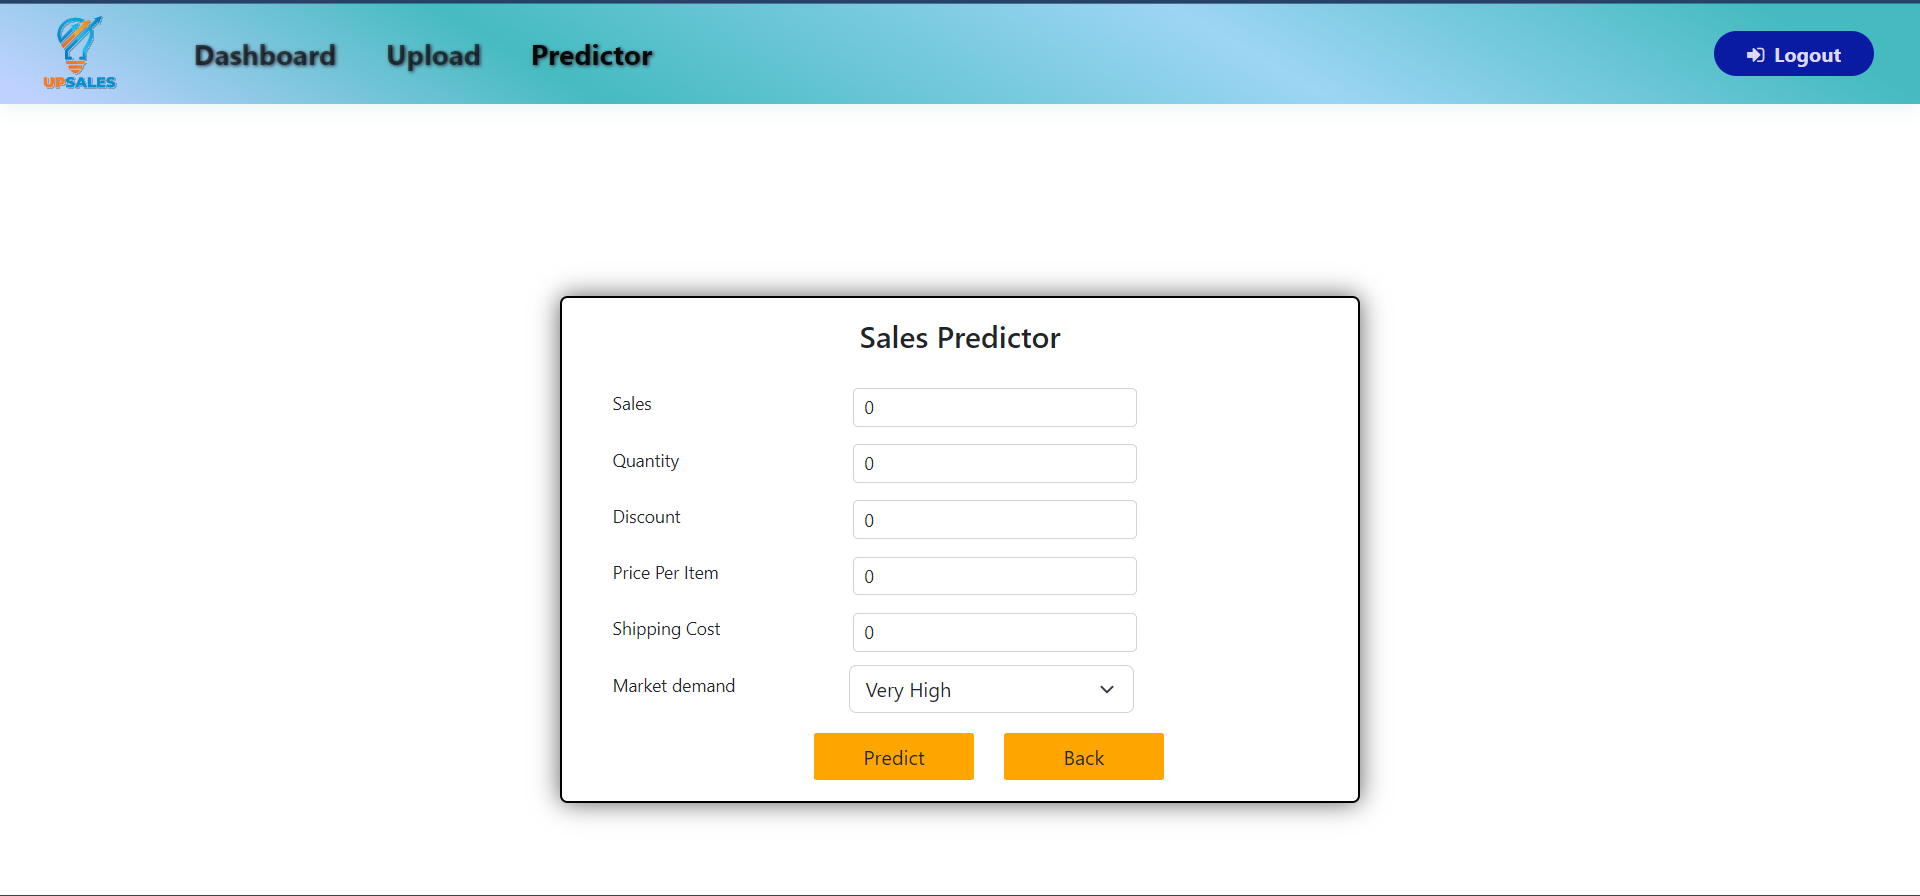 UPSALES
Dashboard Upload Predictor Logout
Sales Predictor
Sales 0
Quantity 0
Discount 0
Price Per Item 0
Shipping Cost 0
Market demand Very High
Predict Back